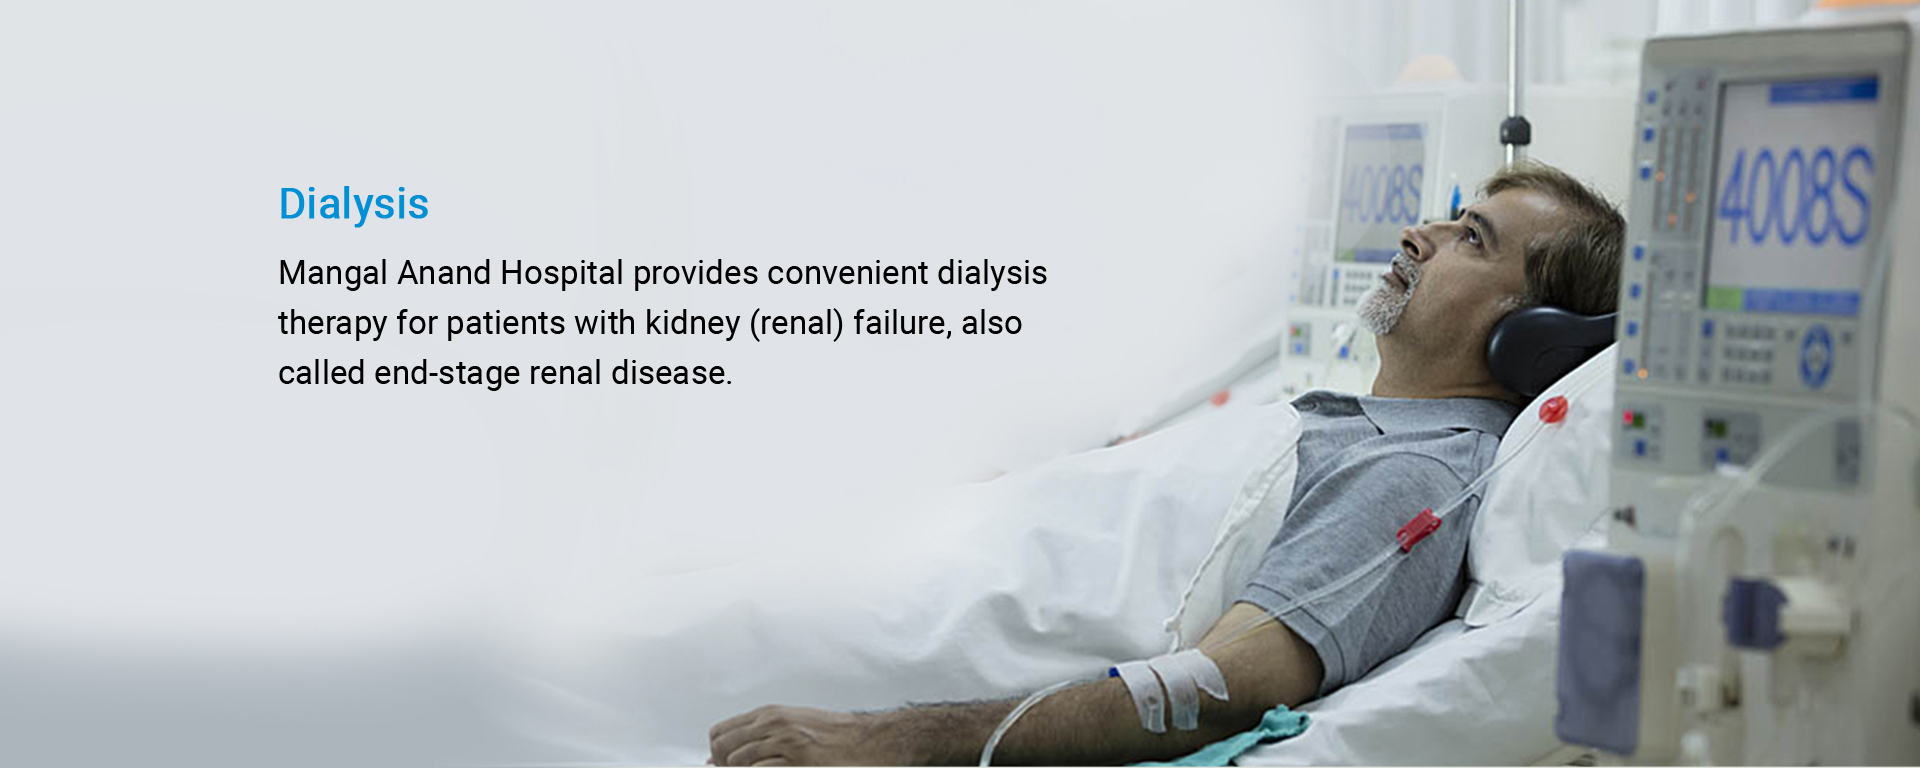 Dialysis
Mangal Anand Hospital provides convenient dialysis
therapy for patients with kidney (renal) failure, also
called end-stage renal disease.
4008S
4008S